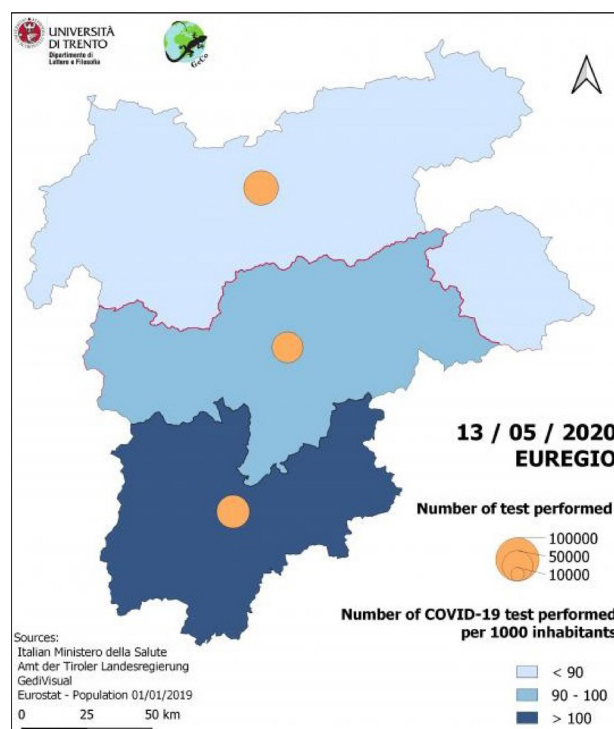 UNIVERSITÀ
DI TRENTO
Dipartimento di
Lettere e Filosofia
GeCo
13 / 05 / 2020
EUREGIO
Number of test performed
100000
50000
10000
Number of COVID-19 test performed
per 1000 inhabitants
< 90
90 - 100
> 100
Sources:
Italian Ministero della Salute
Amt der Tiroler Landesregierung
GediVisual
Eurostat - Population 01/01/2019
0 25 50 km